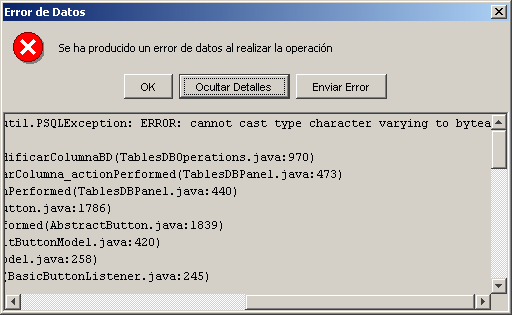 Error de Datos
Se ha producido un error de datos al realizar la operación
OK
Ocultar Detalles
Enviar Error
util.PSQLException: ERROR: cannot cast type character varying to bytea
dificarColumnaBD(TablesDBOperations.java:970)
arColumna_actionPerformed(TablesDBPanel.java:473)
nPerformed(TablesDBPanel.java:440)
utton.java:1786)
formed(AbstractButton.java:1839)
ltButtonModel.java:420)
odel.java:258)
(BasicButtonListener.java:245)